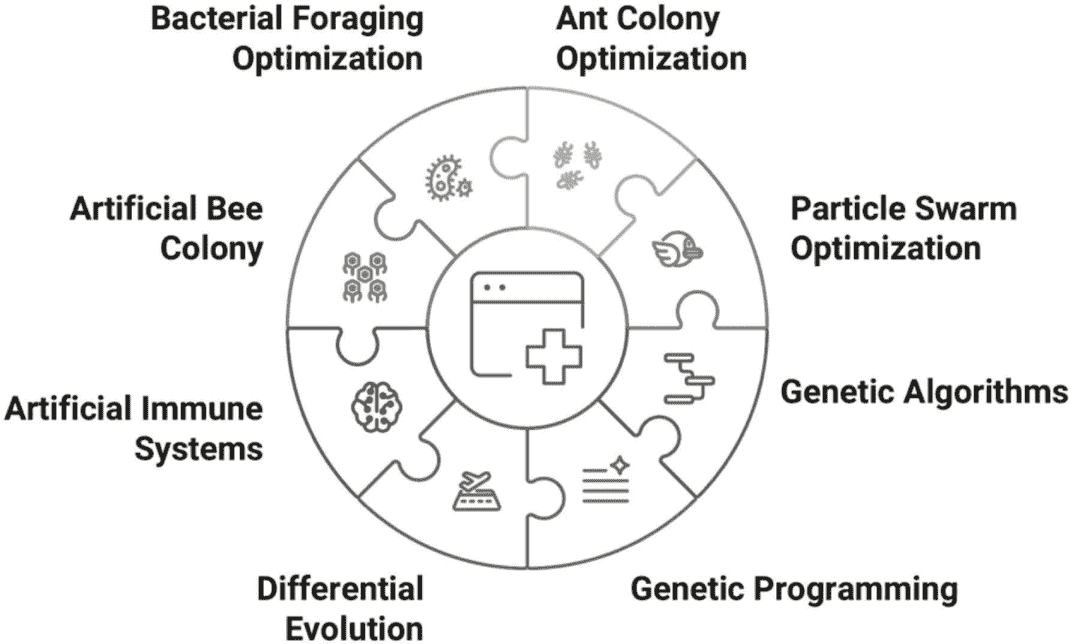 Bacterial Foraging
Optimization
Ant Colony
Optimization
Artificial Bee
Colony
Particle Swarm
Optimization
Artificial Immune
Systems
Genetic Algorithms
Differential
Evolution
Genetic Programming